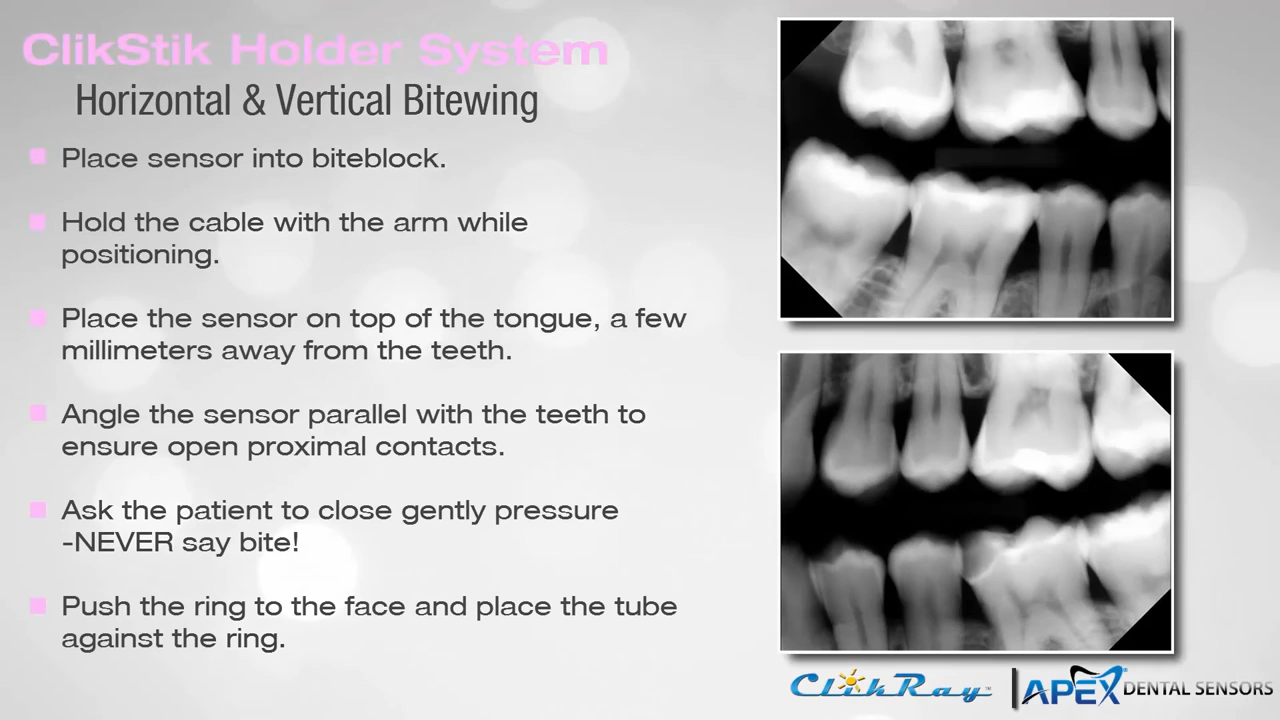 ClikStik Holder System
Horizontal & Vertical Bitewing
Place sensor into biteblock.
Hold the cable with the arm while
positioning.
Place the sensor on top of the tongue, a few
millimeters away from the teeth.
Angle the sensor parallel with the teeth to
ensure open proximal contacts.
Ask the patient to close gently pressure
-NEVER say bite!
Push the ring to the face and place the tube
against the ring.
ClikRay™ | APEX® DENTAL SENSORS